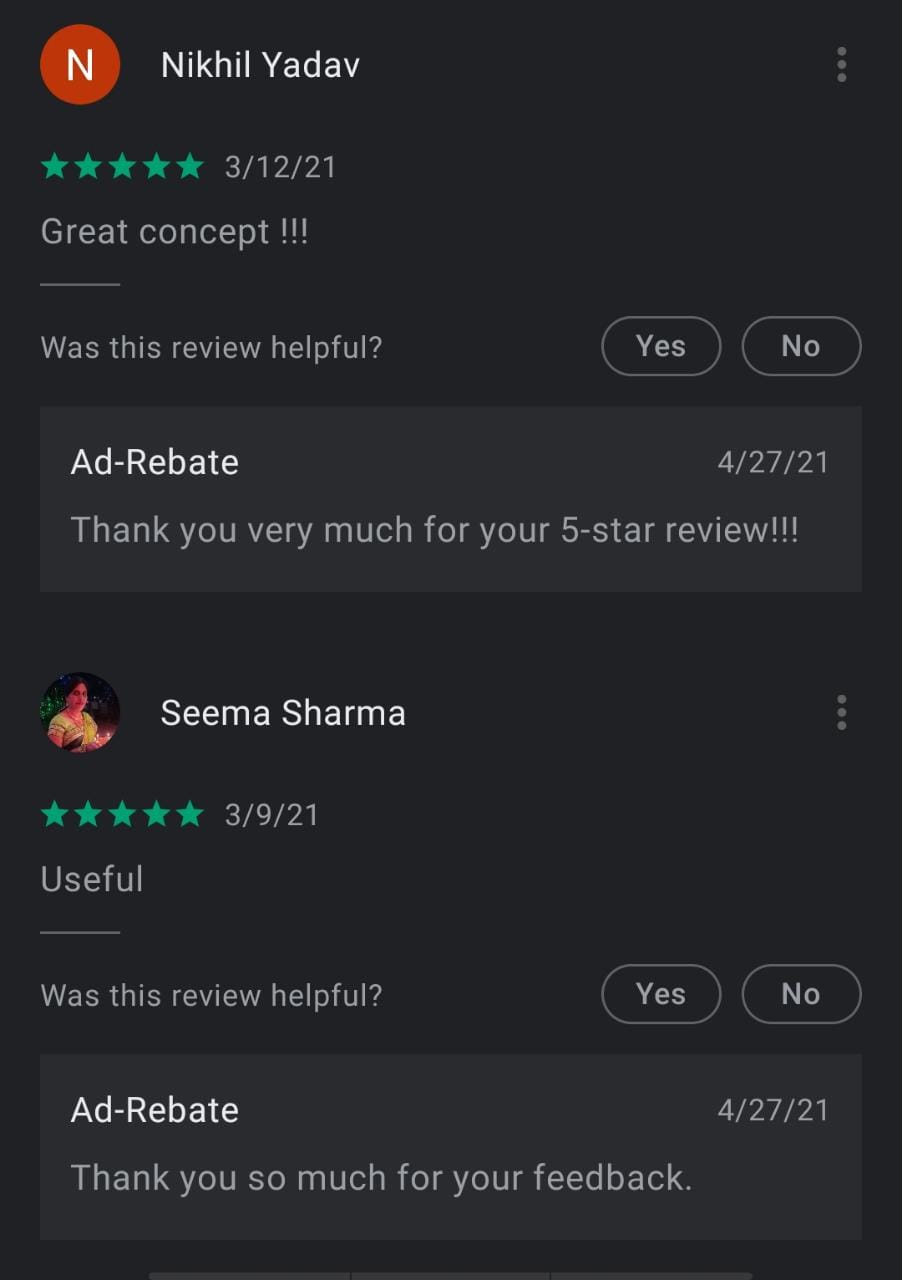 N
Nikhil Yadav
3/12/21
Great concept !!!
Was this review helpful?
Yes
No
Ad-Rebate
4/27/21
Thank you very much for your 5-star review!!!
Seema Sharma
3/9/21
Useful
Was this review helpful?
Yes
No
Ad-Rebate
4/27/21
Thank you so much for your feedback.